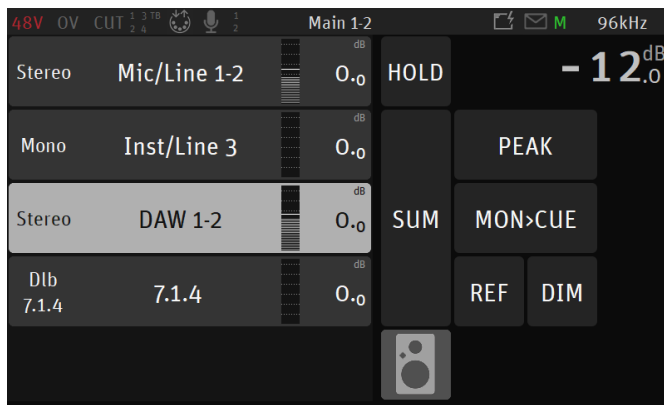 48V OV CUT 1 3 TB 2 4 1 2 Main 1-2 M 96kHz
Stereo Mic/Line 1-2 dB 0.0 HOLD -12.0 dB
Mono Inst/Line 3 dB 0.0 PEAK
Stereo DAW 1-2 dB 0.0 SUM MON>CUE
Dlb 7.1.4 7.1.4 dB 0.0 REF DIM